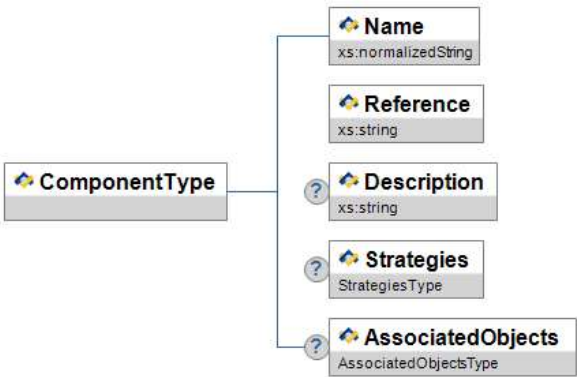 Name
xs:normalizedString
Reference
xs:string
ComponentType
? Description
xs:string
? Strategies
StrategiesType
? AssociatedObjects
AssociatedObjectsType